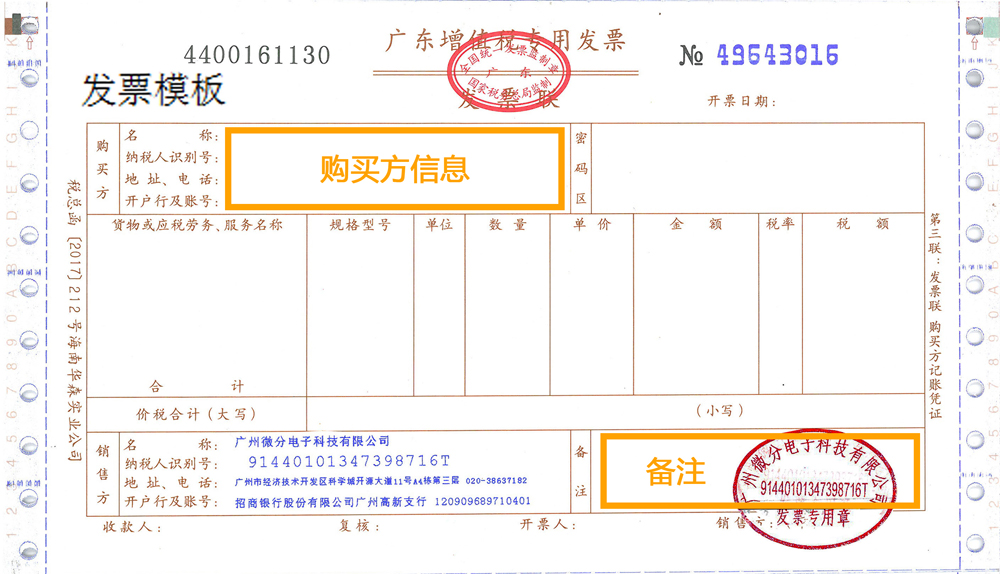 4400161130
广东增值税专用发票
№ 49643016
发票模板
全国统一发票监制章
广东
国家税务总局监制
发票联
开票日期：
购买方
名称：
纳税人识别号：
地址、电话：
开户行及账号：
购买方信息
密码区
货物或应税劳务、服务名称 规格型号 单位 数量 单价 金额 税率 税额
合计
价税合计（大写） （小写）
销售方
名称： 广州微分电子科技有限公司
纳税人识别号： 91440101347398716T
地址、电话： 广州市经济技术开发区科学城开源大道11号A4栋第三层 020-38637182
开户行及账号： 招商银行股份有限公司广州高新支行 120909689710401
备注
备注
广州微分电子科技有限公司
91440101347398716T
发票专用章
收款人： 复核： 开票人： 销售方：
税总函〔2017〕212号海南华森实业公司
第三联：发票联 购买方记账凭证